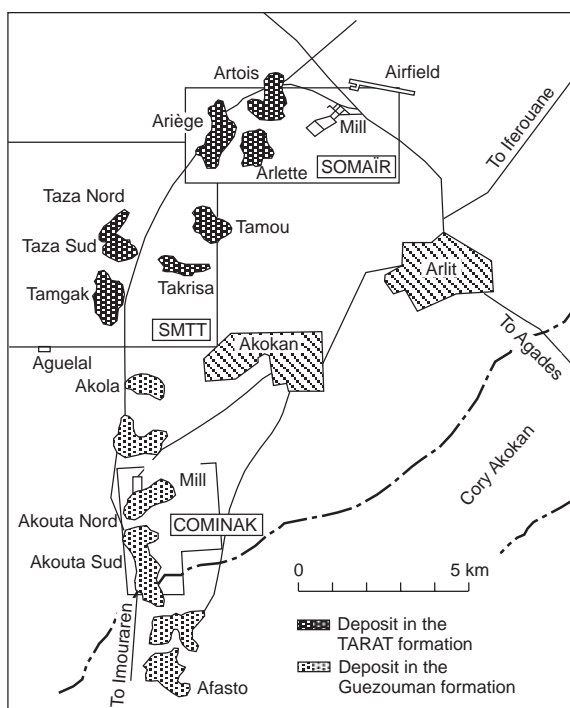 Artois
Airfield
Ariège
Mill
To Iferouane
Arlette
SOMAÏR
Taza Nord
Tamou
Taza Sud
Arlit
Takrisa
Tamgak
SMTT
To Agades
Akokan
Aguelal
Akola
Cory Akokan
Mill
Akouta Nord
COMINAK
Akouta Sud
0 5 km
Deposit in the
TARAT formation
To Imouraren
Deposit in the
Guezouman formation
Afasto